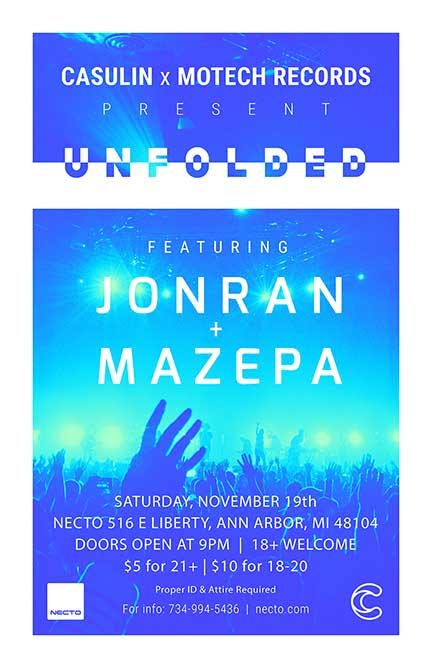 CASULIN x MOTECH RECORDS
PRESENT
UNFOLDED
FEATURING
JONRAN
+
MAZEPA
SATURDAY, NOVEMBER 19th
NECTO 516 E LIBERTY, ANN ARBOR, MI 48104
DOORS OPEN AT 9PM | 18+ WELCOME
$5 for 21+ | $10 for 18-20
Proper ID & Attire Required
For info: 734-994-5436 | necto.com
NECTO
C